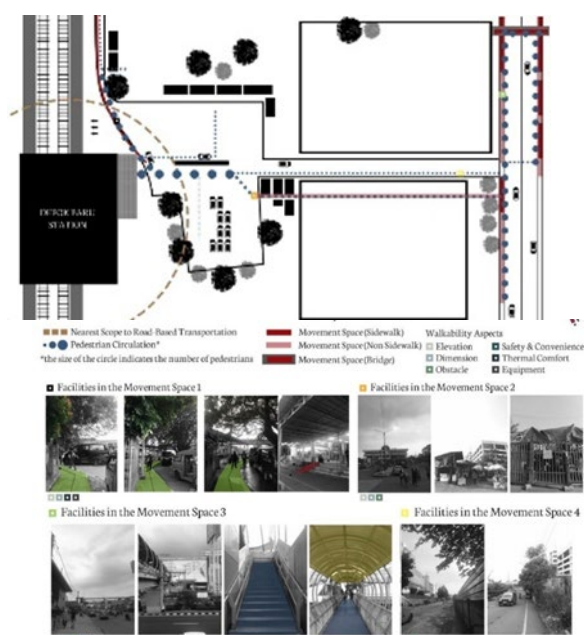 DEPOK BARU
STATION
Nearest Scope to Road-Based Transportation
Pedestrian Circulation*
*the size of the circle indicates the number of pedestrians
Movement Space (Sidewalk)
Movement Space (Non Sidewalk)
Movement Space (Bridge)
Walkability Aspects
Elevation
Dimension
Obstacle
Safety & Convenience
Thermal Comfort
Equipment
Facilities in the Movement Space 1
Facilities in the Movement Space 2
Facilities in the Movement Space 3
Facilities in the Movement Space 4